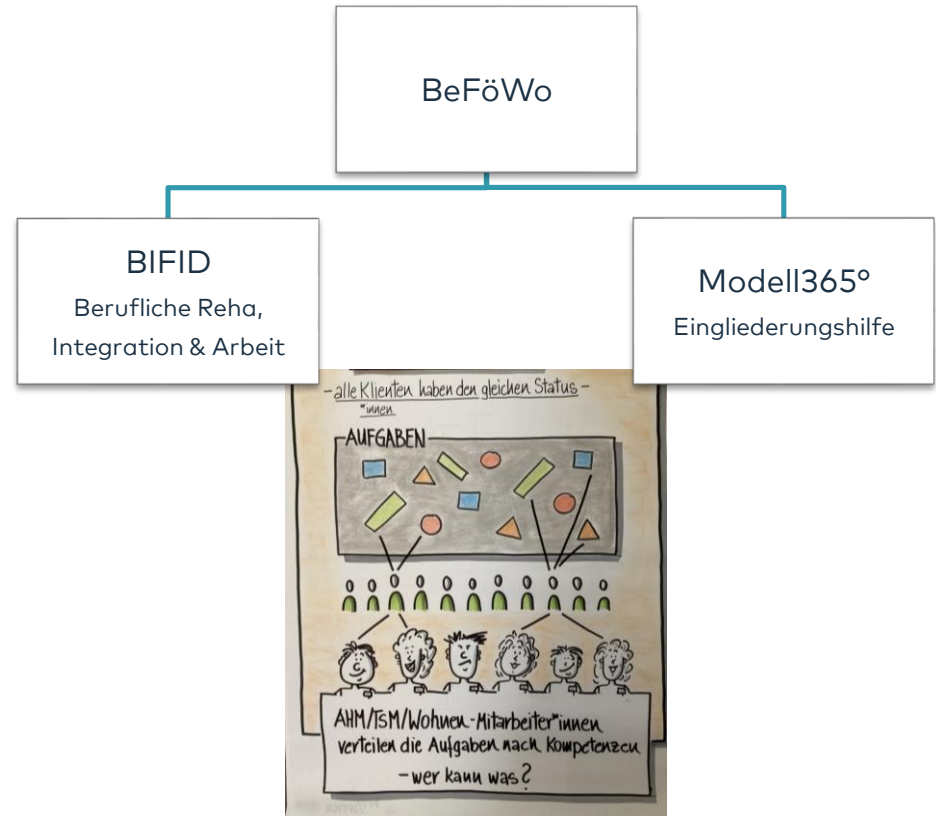 BeFöWo
BIFID
Berufliche Reha,
Integration & Arbeit
Modell365°
Eingliederungshilfe
-alle Klienten haben den gleichen Status-
*innen
AUFGABEN
AHM/TSM/Wohnen-Mitarbeiter*innen
verteilen die Aufgaben nach Kompetenzen
-wer kann was?